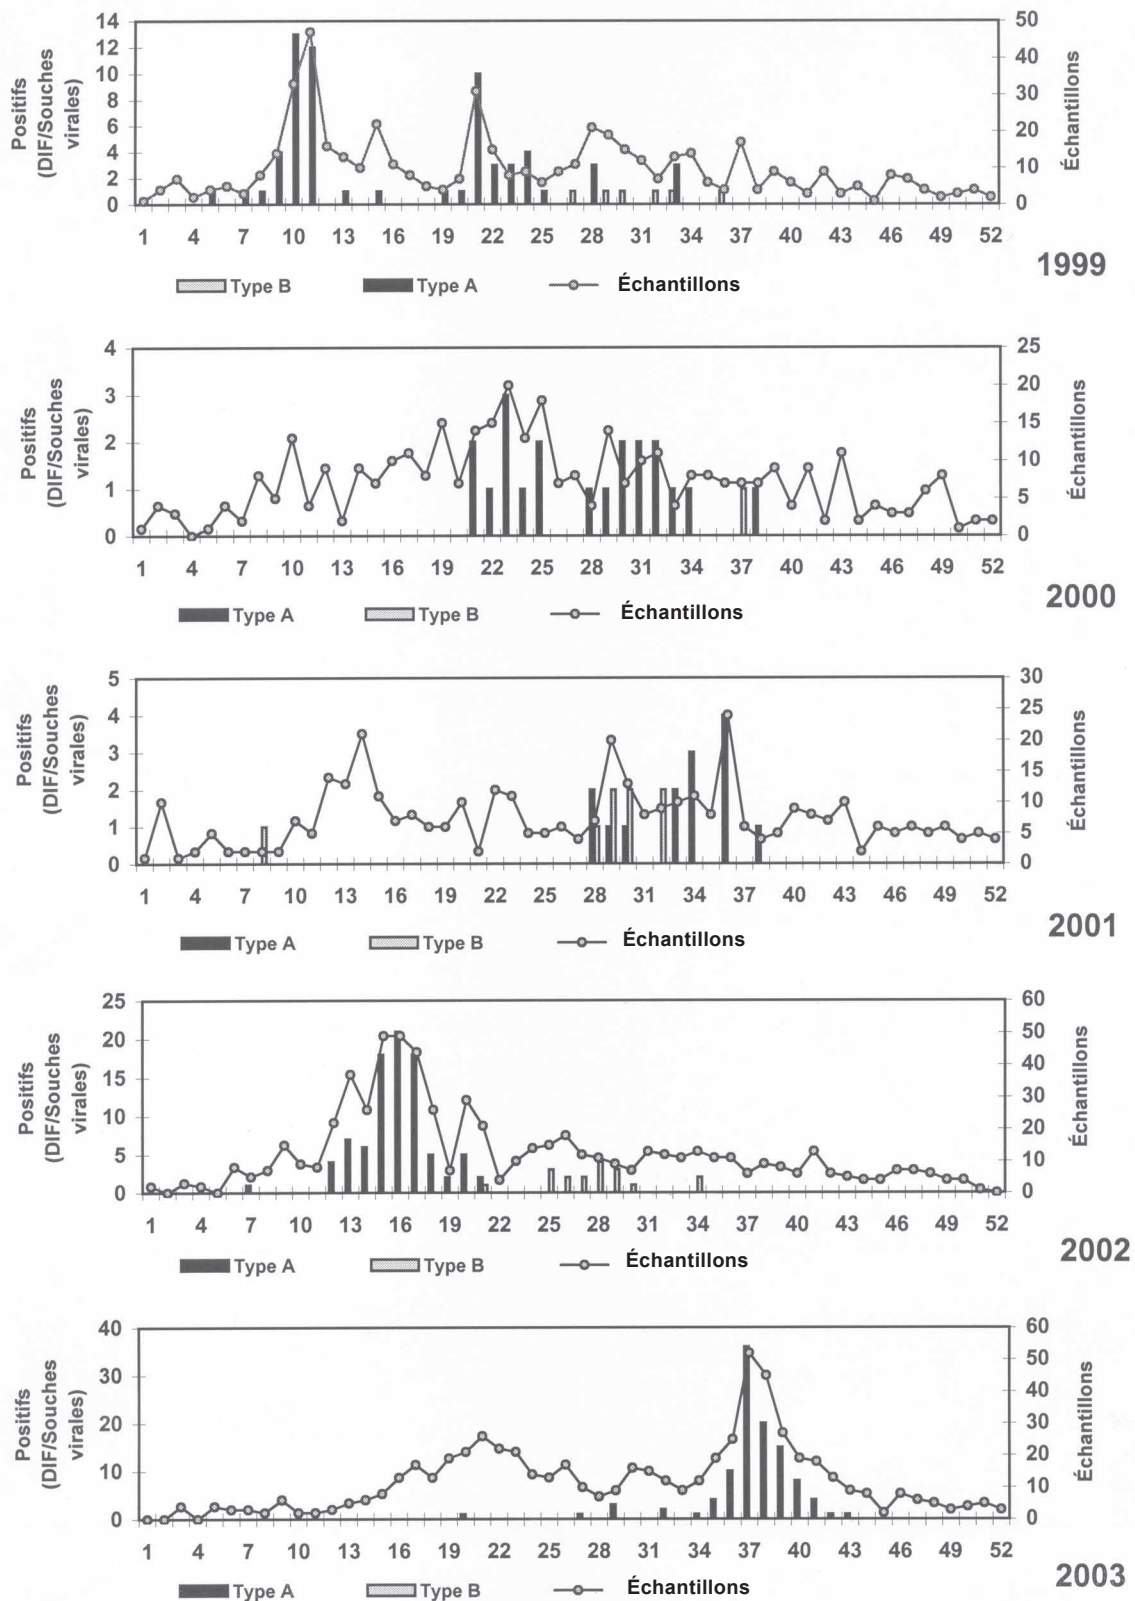 14
12
10
8
6
4
2
0
Positifs
(DIF/Souches
virales)
50
40
30
20
10
0
Échantillons
1 4 7 10 13 16 19 22 25 28 31 34 37 40 43 46 49 52
1999
Type B Type A Échantillons
4
3
2
1
0
Positifs
(DIF/Souches
virales)
25
20
15
10
5
0
Échantillons
1 4 7 10 13 16 19 22 25 28 31 34 37 40 43 46 49 52
2000
Type A Type B Échantillons
5
4
3
2
1
0
Positifs
(DIF/Souches
virales)
30
25
20
15
10
5
0
Échantillons
1 4 7 10 13 16 19 22 25 28 31 34 37 40 43 46 49 52
2001
Type A Type B Échantillons
25
20
15
10
5
0
Positifs
(DIF/Souches
virales)
60
50
40
30
20
10
0
Échantillons
1 4 7 10 13 16 19 22 25 28 31 34 37 40 43 46 49 52
2002
Type A Type B Échantillons
40
30
20
10
0
Positifs
(DIF/Souches
virales)
60
50
40
30
20
10
0
Échantillons
1 4 7 10 13 16 19 22 25 28 31 34 37 40 43 46 49 52
2003
Type A Type B Échantillons